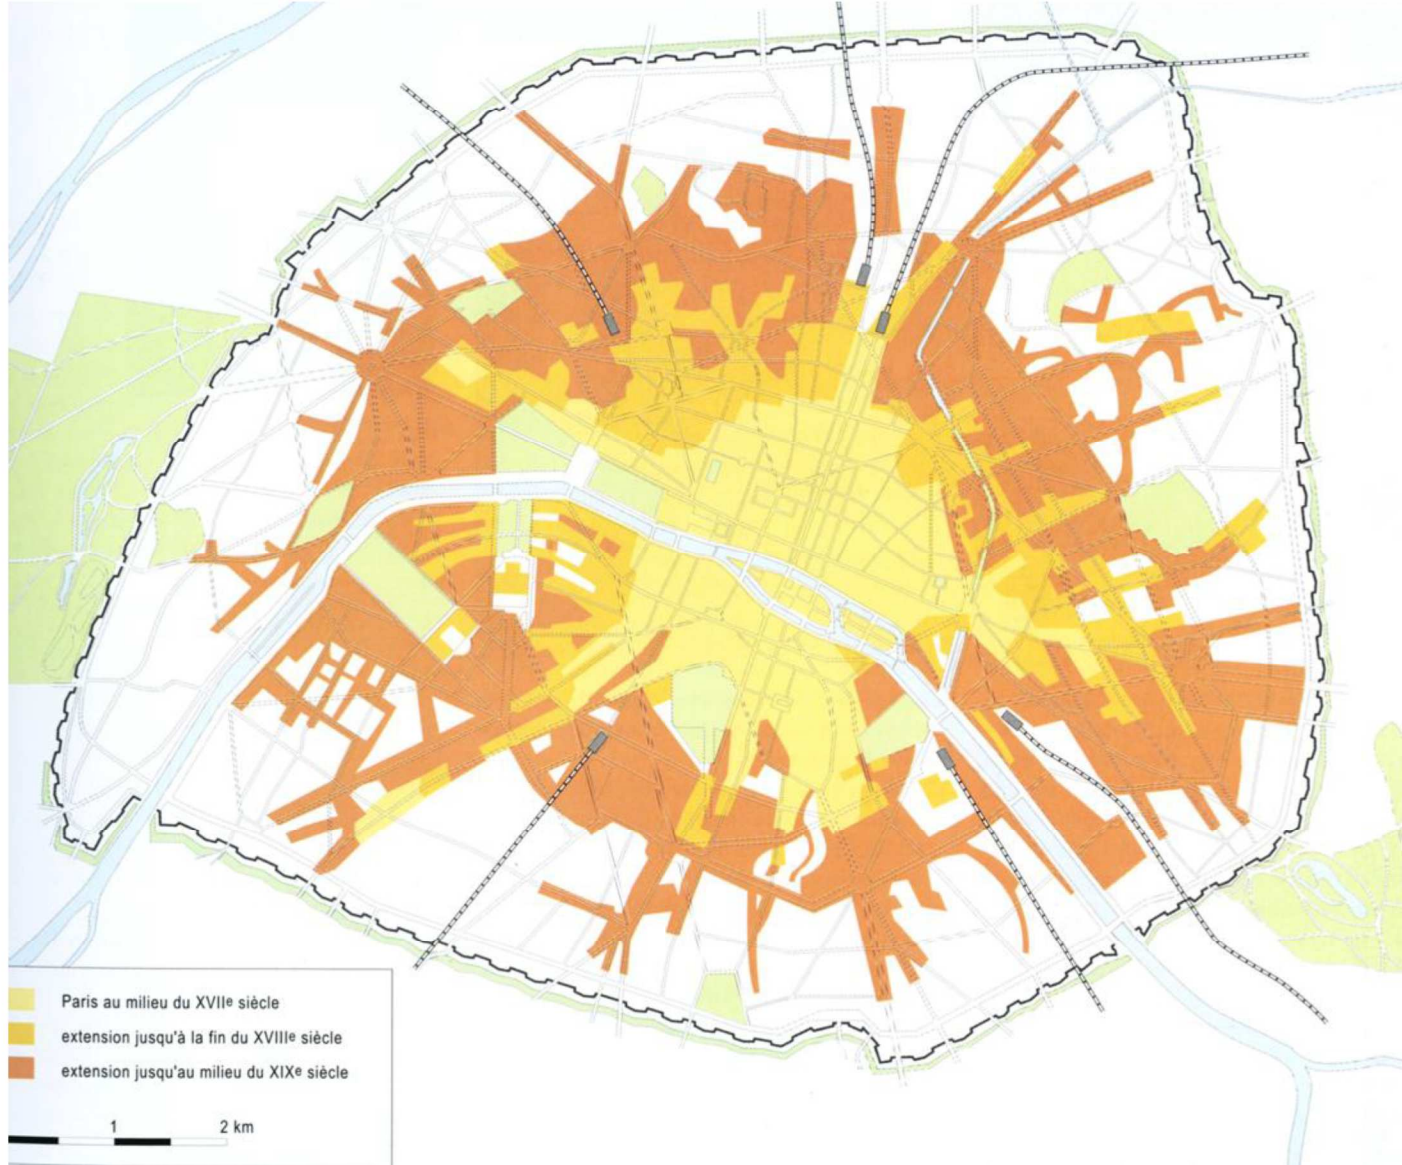 Paris au milieu du XVIIe siècle
extension jusqu'à la fin du XVIIIe siècle
extension jusqu'au milieu du XIXe siècle
1 2 km